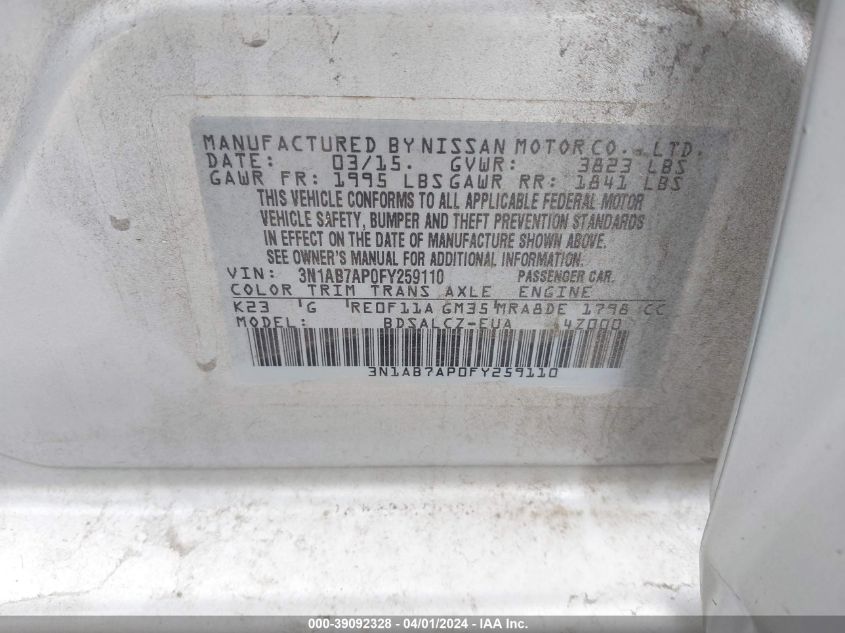 MANUFACTURED BY NISSAN MOTOR CO., LTD.
DATE: 03/15. GVWR: 3823 LBS
GAWR FR: 1995 LBS GAWR RR: 1841 LBS
THIS VEHICLE CONFORMS TO ALL APPLICABLE FEDERAL MOTOR
VEHICLE SAFETY, BUMPER AND THEFT PREVENTION STANDARDS
IN EFFECT ON THE DATE OF MANUFACTURE SHOWN ABOVE.
SEE OWNER'S MANUAL FOR ADDITIONAL INFORMATION.
VIN: 3N1AB7AP0FY259110 PASSENGER CAR.
COLOR TRIM TRANS AXLE ENGINE
K23 G RE0F11A GM35 MRA8DE 1798 CC
MODEL: BDSALCZ-EUA 4Z000
3N1AB7AP0FY259110
000-39092328 - 04/01/2024 - IAA Inc.